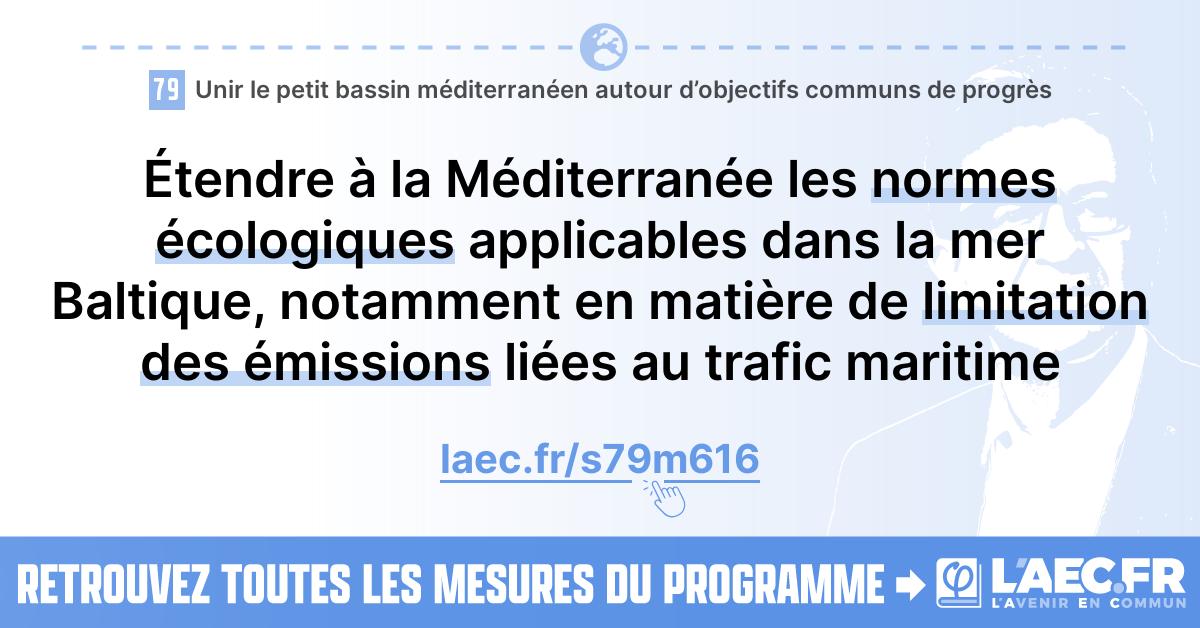 79 Unir le petit bassin méditerranéen autour d’objectifs communs de progrès
Étendre à la Méditerranée les normes
écologiques applicables dans la mer
Baltique, notamment en matière de limitation
des émissions liées au trafic maritime
laec.fr/s79m616
RETROUVEZ TOUTES LES MESURES DU PROGRAMME
L'AEC.FR
L'AVENIR EN COMMUN